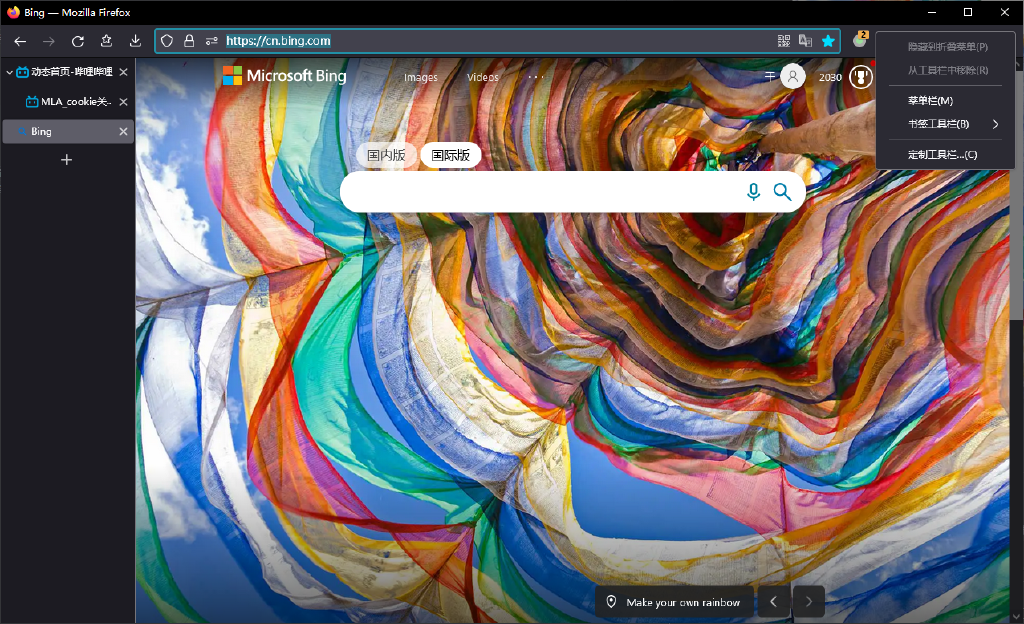 Bing — Mozilla Firefox
https://cn.bing.com
2
动态首页-哔哩哔哩
MLA_cookie关-
Bing
Microsoft Bing
Images
Videos
...
干
2030
国内版
国际版
隐藏到折叠菜单(P)
从工具栏中移除(R)
菜单栏(M)
书签工具栏(B)
定制工具栏...(C)
Make your own rainbow